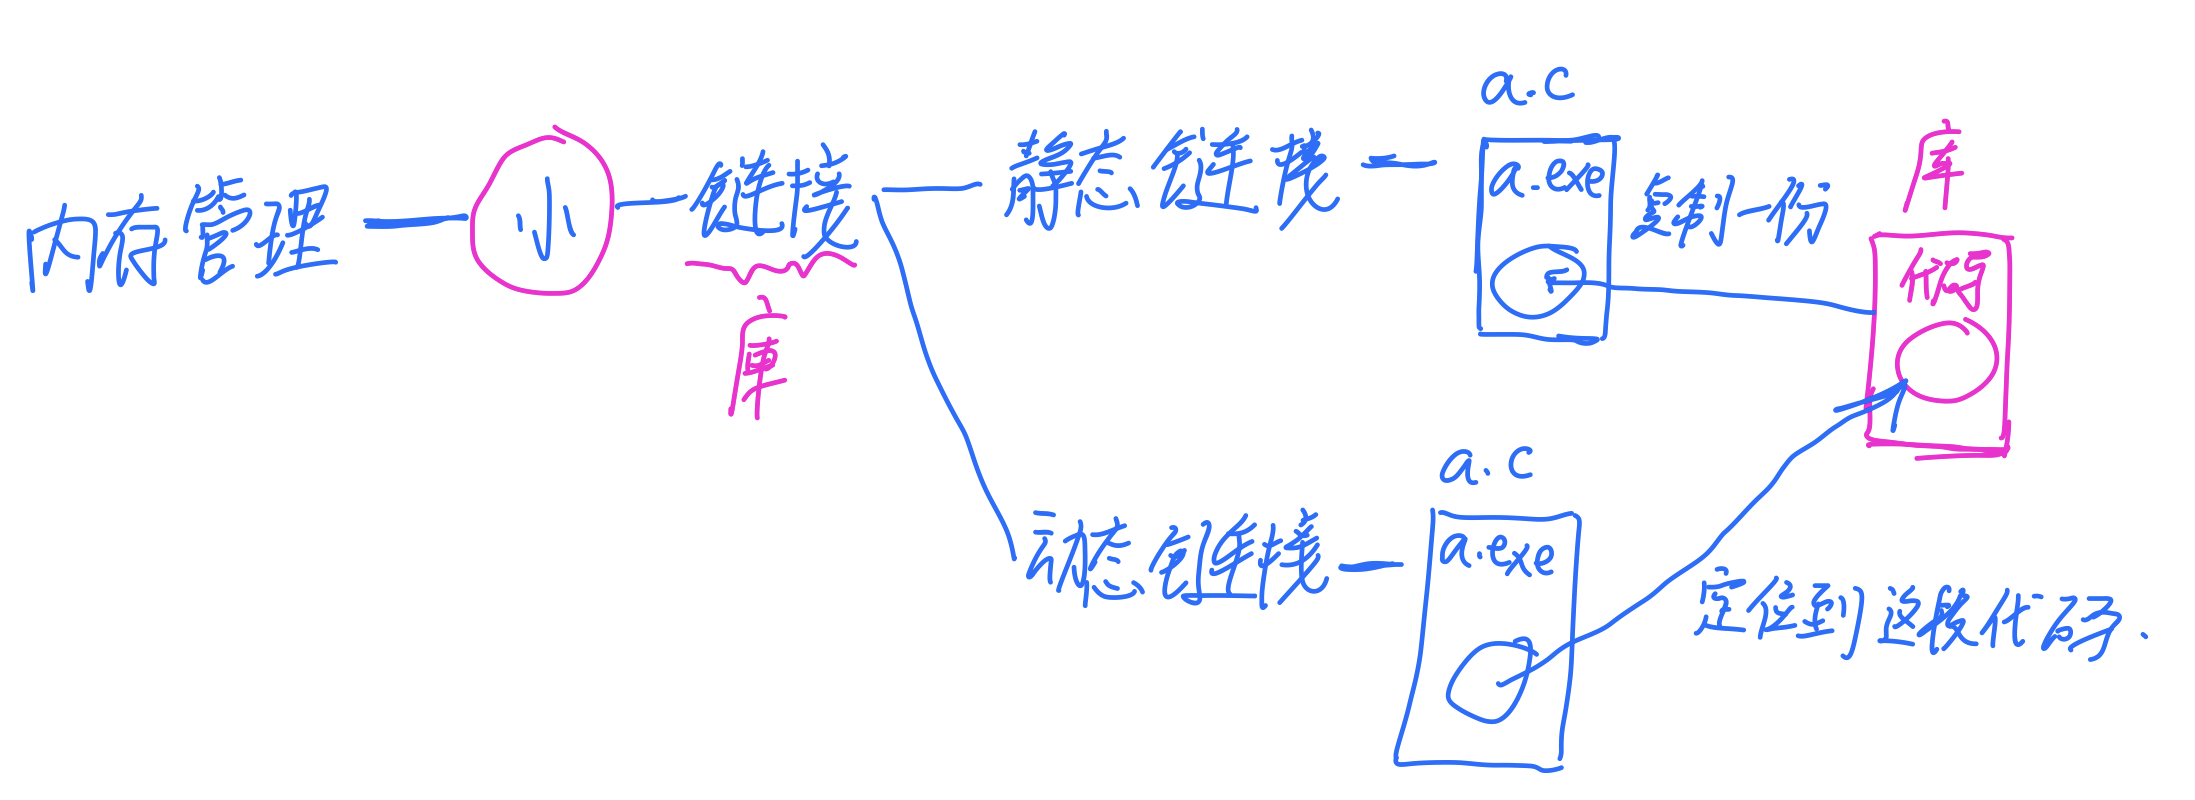 内存管理
小
链接
库
静态链接
a.c
a.exe
复制一份
库
代码
动态链接
a.c
a.exe
定位到这段代码.